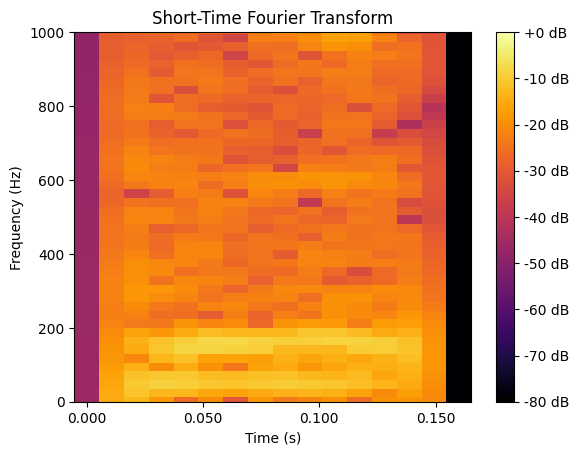 Short-Time Fourier Transform
Frequency (Hz)
1000
800
600
400
200
0
0.000
0.050
0.100
0.150
Time (s)
+0 dB
-10 dB
-20 dB
-30 dB
-40 dB
-50 dB
-60 dB
-70 dB
-80 dB